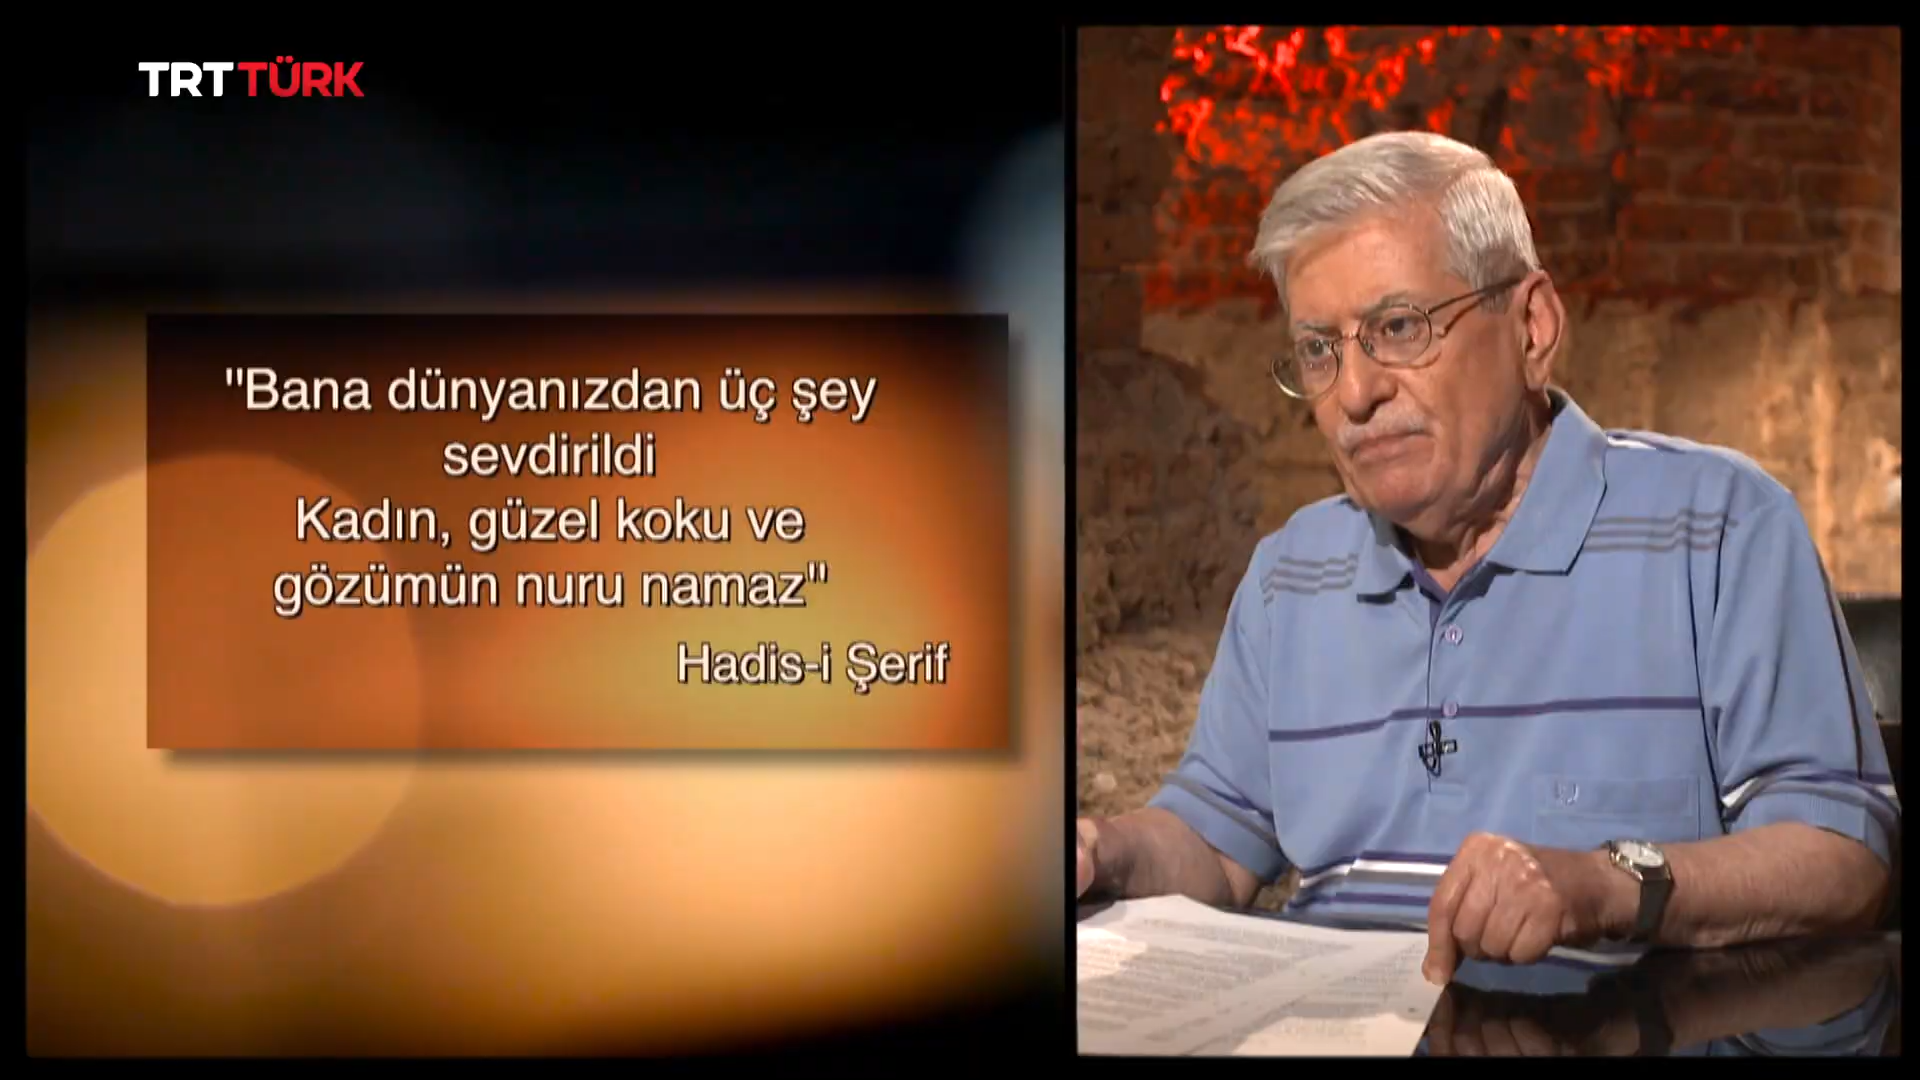 TRT TÜRK
"Bana dünyanızdan üç şey
sevdirildi
Kadın, güzel koku ve
gözümün nuru namaz"
Hadis-i Şerif